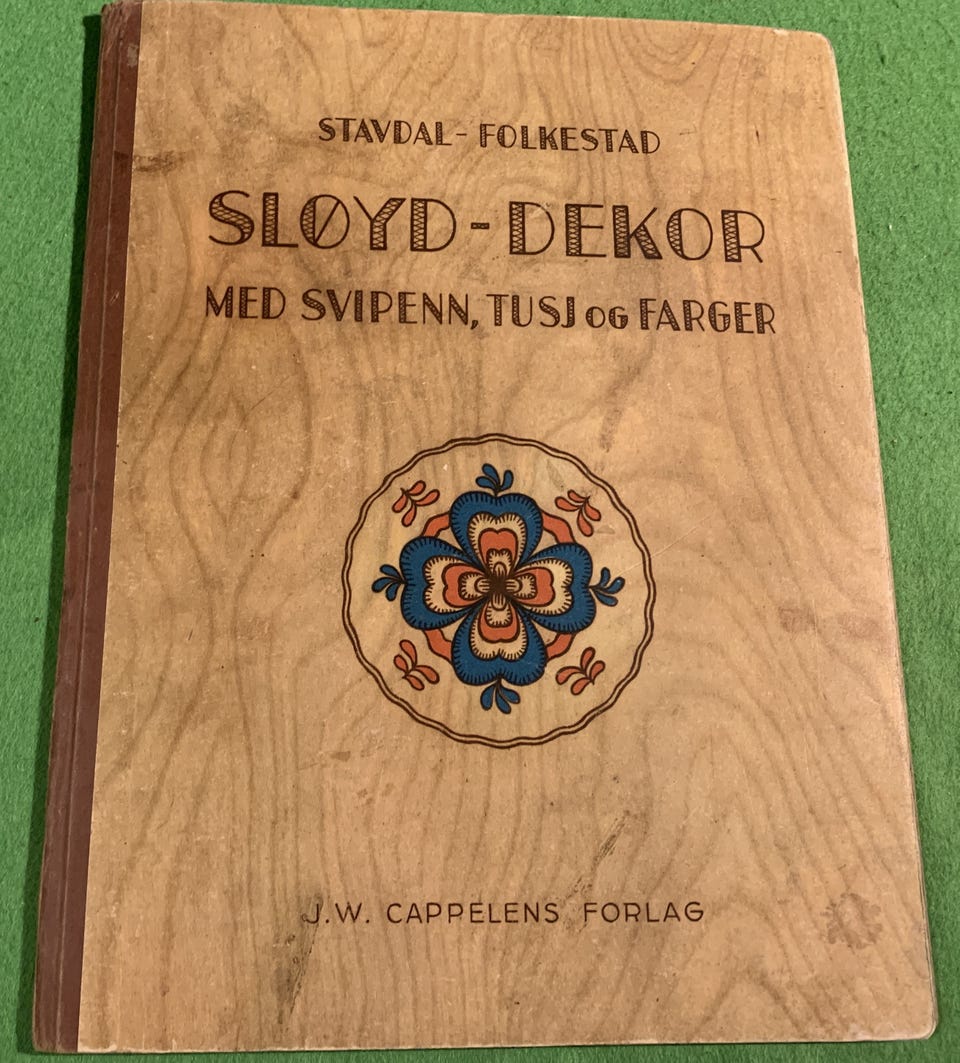 STAVDAL - FOLKESTAD
SLØYD - DEKOR
MED SVIPENN, TUSJ OG FARGER
J.W. CAPPELENS FORLAG